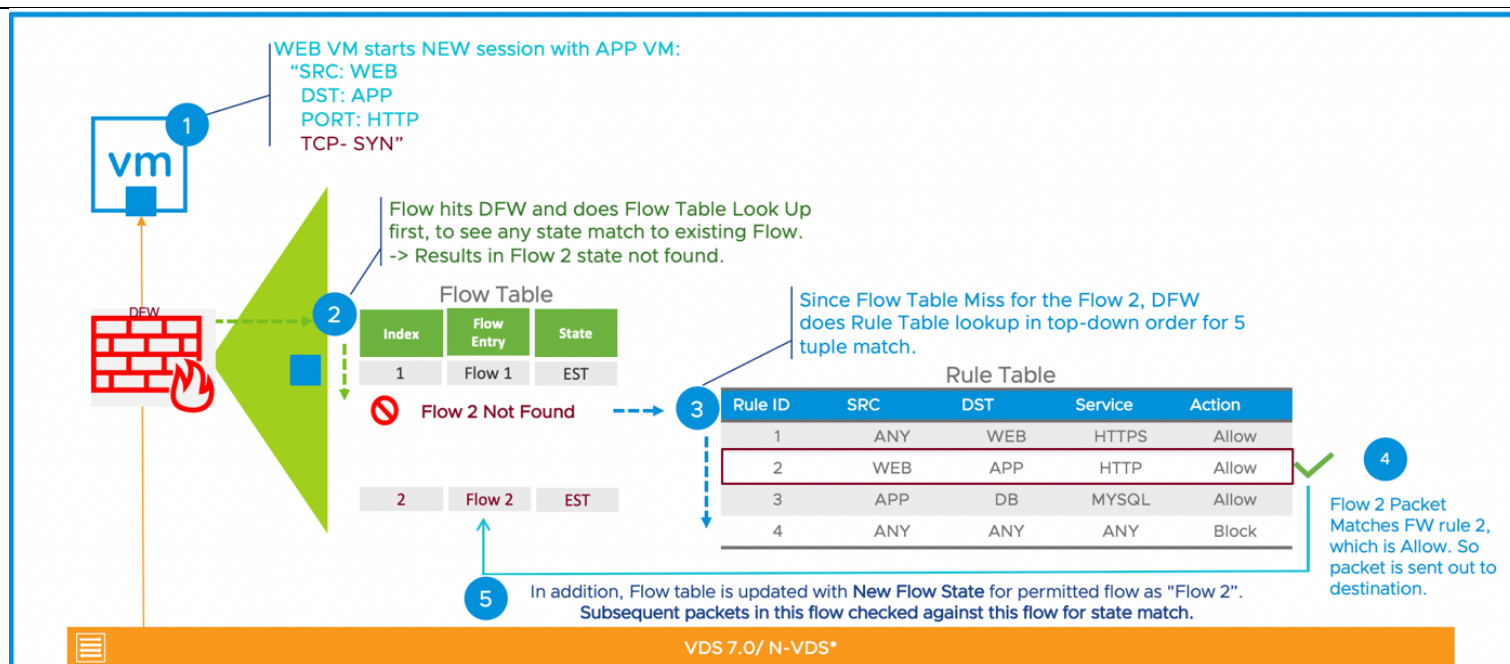 WEB VM starts NEW session with APP VM:
“SRC: WEB
DST: APP
PORT: HTTP
TCP- SYN”
1
vm
Flow hits DFW and does Flow Table Look Up
first, to see any state match to existing Flow.
-> Results in Flow 2 state not found.
DFW
2
Flow Table
Index Flow Entry State
1 Flow 1 EST
Flow 2 Not Found
2 Flow 2 EST
Since Flow Table Miss for the Flow 2, DFW
does Rule Table lookup in top-down order for 5
tuple match.
3
Rule Table
Rule ID SRC DST Service Action
1 ANY WEB HTTPS Allow
2 WEB APP HTTP Allow
3 APP DB MYSQL Allow
4 ANY ANY ANY Block
4
Flow 2 Packet
Matches FW rule 2,
which is Allow. So
packet is sent out to
destination.
5
In addition, Flow table is updated with New Flow State for permitted flow as "Flow 2”.
Subsequent packets in this flow checked against this flow for state match.
VDS 7.0/ N-VDS*